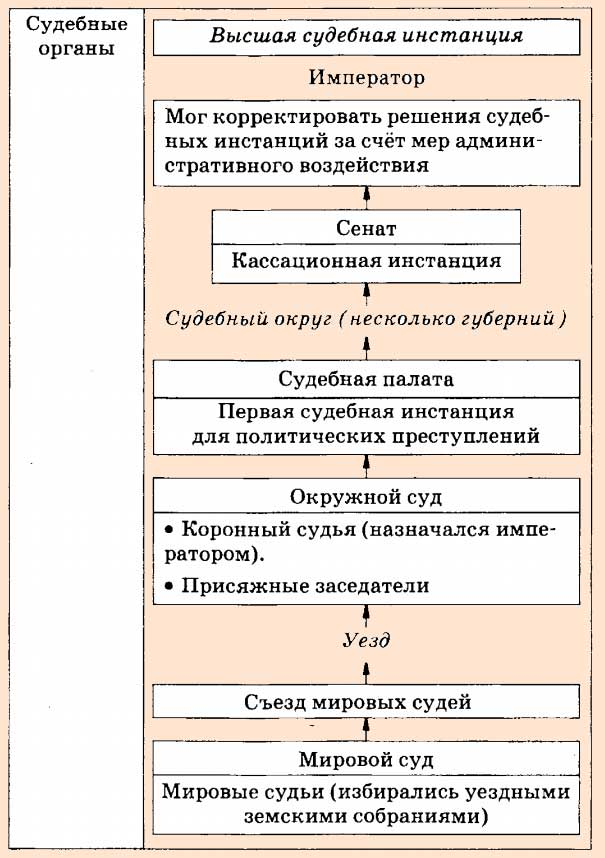 Судебные
органы
Высшая судебная инстанция
Император
Мог корректировать решения судеб-
ных инстанций за счёт мер админи-
стративного воздействия
Сенат
Кассационная инстанция
Судебный округ (несколько губерний)
Судебная палата
Первая судебная инстанция
для политических преступлений
Окружной суд
• Коронный судья (назначался импе-
ратором).
• Присяжные заседатели
Уезд
Съезд мировых судей
Мировой суд
Мировые судьи (избирались уездными
земскими собраниями)